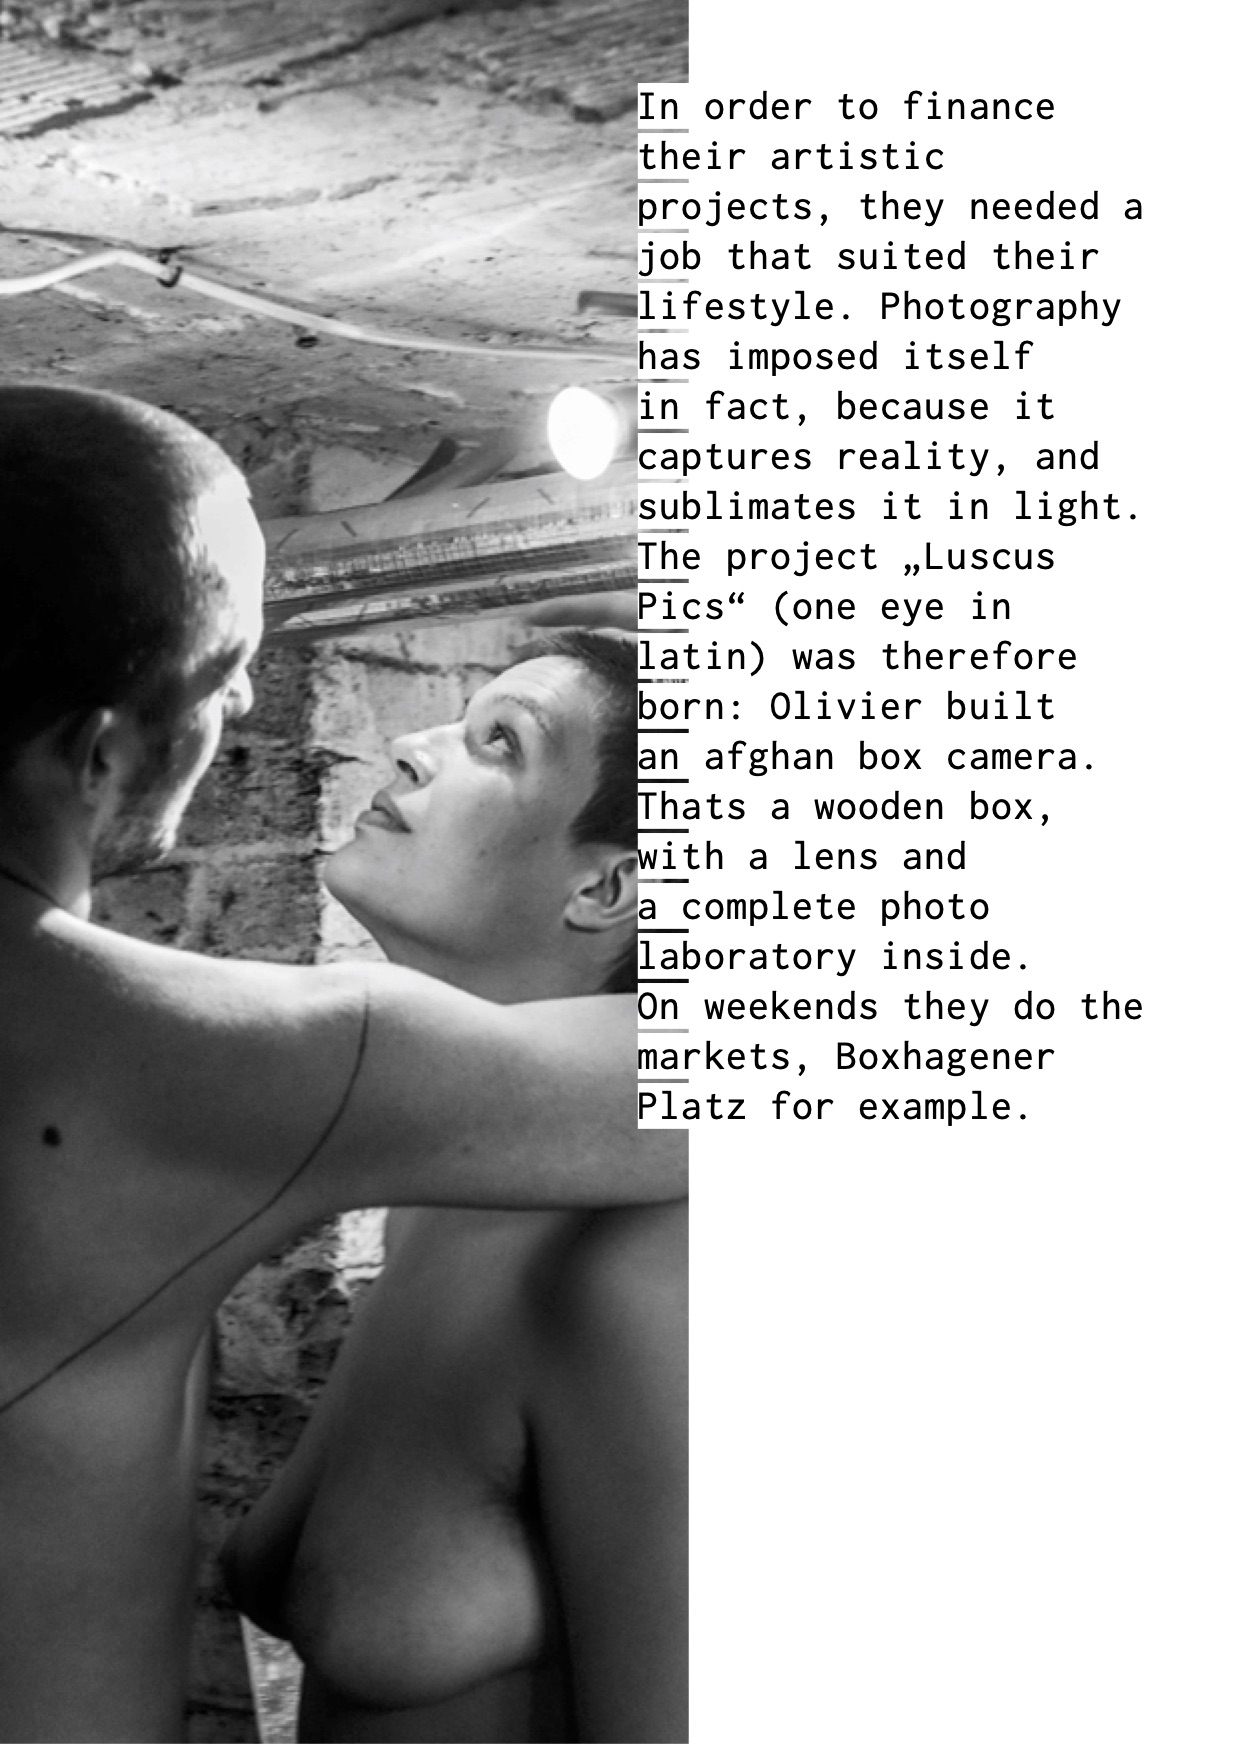 In order to finance
their artistic
projects, they needed a
job that suited their
lifestyle. Photography
has imposed itself
in fact, because it
captures reality, and
sublimates it in light.
The project „Luscus
Pics“ (one eye in
latin) was therefore
born: Olivier built
an afghan box camera.
Thats a wooden box,
with a lens and
a complete photo
laboratory inside.
On weekends they do the
markets, Boxhagener
Platz for example.